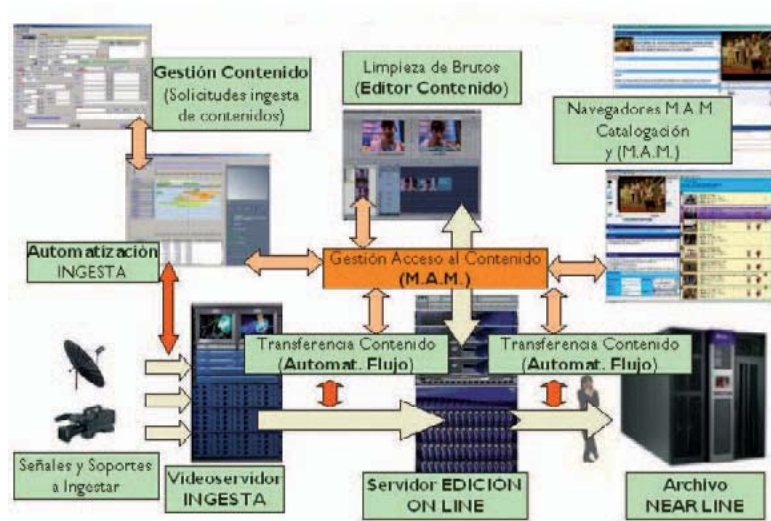 Gestión Contenido
(Solicitudes ingesta
de contenidos)
Limpieza de Brutos
(Editor Contenido)
Navegadores M.A.M.
Catalogación
y (M.A.M.)
Automatización
INGESTA
Gestión Acceso al Contenido
(M.A.M.)
Transferencia Contenido
(Automat. Flujo)
Transferencia Contenido
(Automat. Flujo)
Señales y Soportes
a Ingestar
Videoservidor
INGESTA
Servidor EDICIÓN
ON LINE
Archivo
NEAR LINE